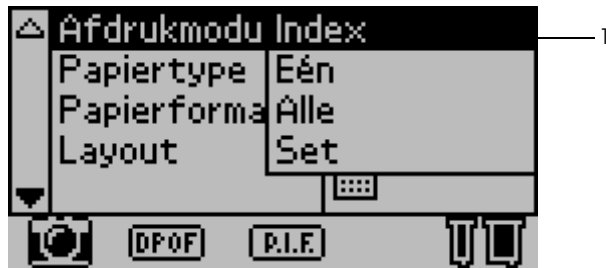 Afdrukmodu Index
Papiertype Eén
Papierforma Alle
Layout Set
DPOF P.I.F.
1